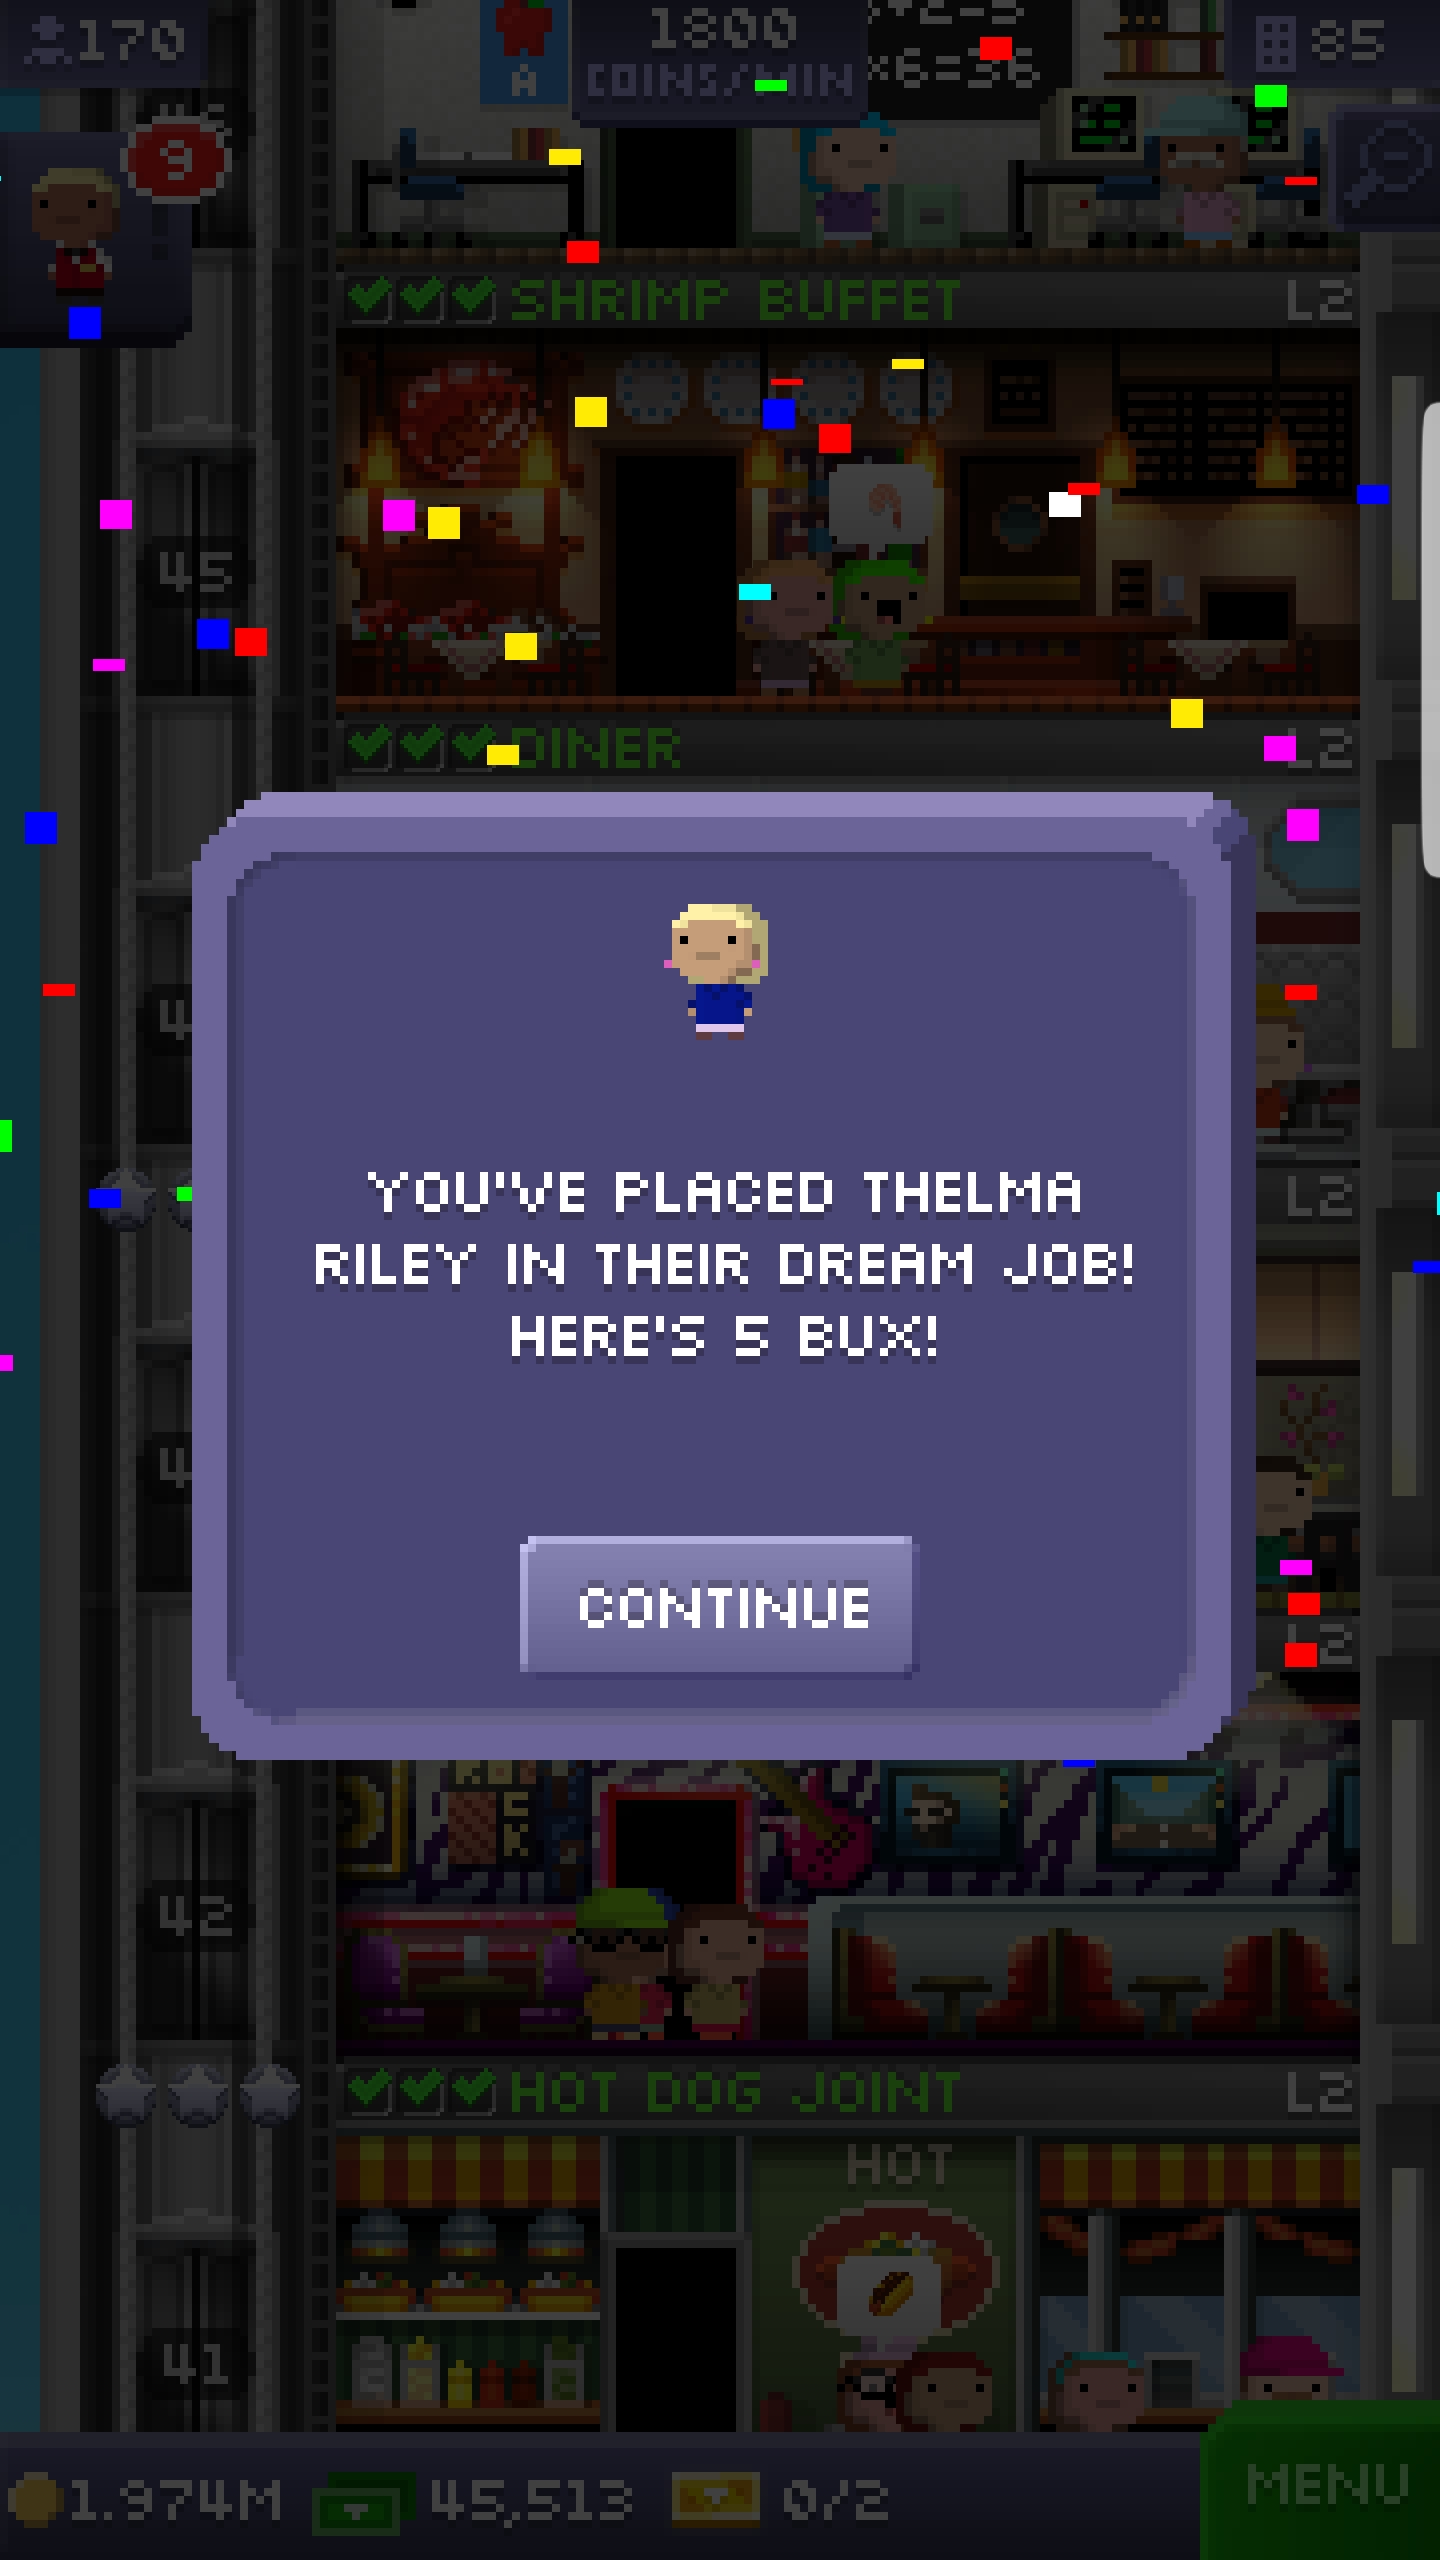 170
1800
COINS/MIN
85
A
×6=36
9
SHRIMP BUFFET L2
45
DINER L2
L2
YOU'VE PLACED THELMA
RILEY IN THEIR DREAM JOB!
HERE'S 5 BUX!
CONTINUE
42
HOT DOG JOINT L2
HOT
41
1.974M 45,513 0/2
MENU